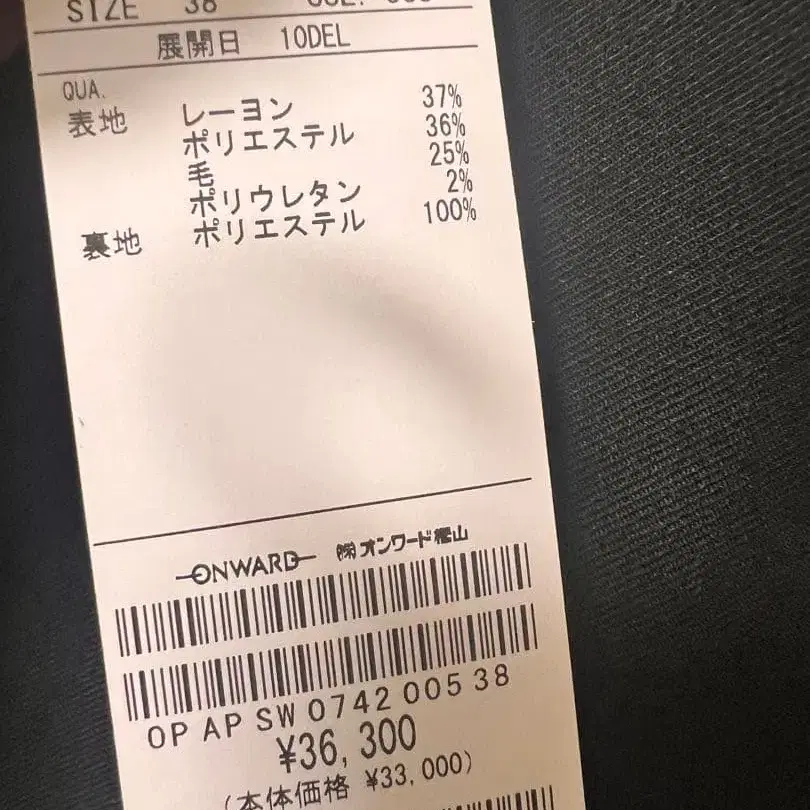 SIZE 38
展開日 10DEL
QUA.
表地 レーヨン 37%
ポリエステル 36%
毛 25%
ポリウレタン 2%
裏地 ポリエステル 100%
ONWARD ㈱オンワード樫山
OP AP SW 0742 005 38
¥36,300
(本体価格 ¥33,000)